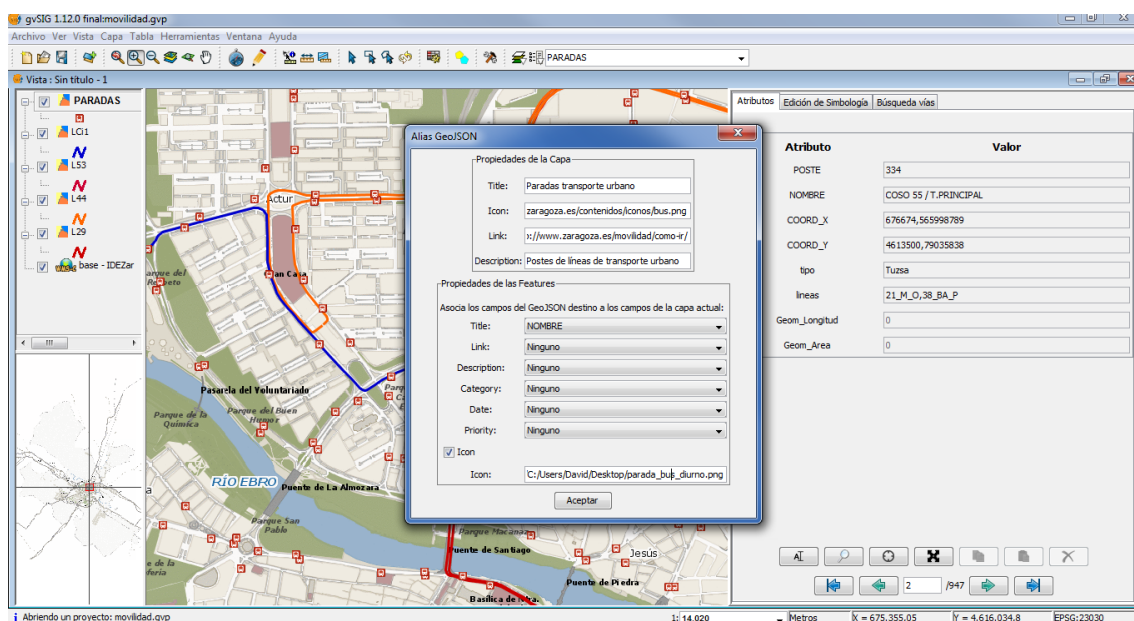 gvSIG 1.12.0 final:movilidad.gvp
Archivo Ver Vista Capa Tabla Herramientas Ventana Ayuda
PARADAS
Vista : Sin título - 1
PARADAS
LCi1
L53
L44
L29
base - IDEZar
Actur
Pasarela del Voluntariado
Parque de la Química
Parque del Buen Humor
RÍO EBRO
Puente de La Almozara
Parque San Pablo
Parque Macanaz
Puente de Santiago
Jesús
Puente de Piedra
Basílica de
Alias GeoJSON
Propiedades de la Capa
Title: Paradas transporte urbano
Icon: zaragoza.es/contenidos/iconos/bus.png
Link: ://www.zaragoza.es/movilidad/como-ir/
Description: Postes de líneas de transporte urbano
Propiedades de las Features
Asocia los campos del GeoJSON destino a los campos de la capa actual:
Title: NOMBRE
Link: Ninguno
Description: Ninguno
Category: Ninguno
Date: Ninguno
Priority: Ninguno
Icon
Icon: C:/Users/David/Desktop/parada_bus_diurno.png
Aceptar
Atributos Edición de Simbología Búsqueda vías
Atributo Valor
POSTE 334
NOMBRE COSO 55 / T.PRINCIPAL
COORD_X 676674,565998789
COORD_Y 4613500,79035838
tipo Tuzsa
lineas 21_M_O,38_BA_P
Geom_Longitud 0
Geom_Area 0
2 /947
Abriendo un proyecto: movilidad.gvp
1: 14.020
Metros
X = 675.355,05
Y = 4.616.034,8
EPSG:23030